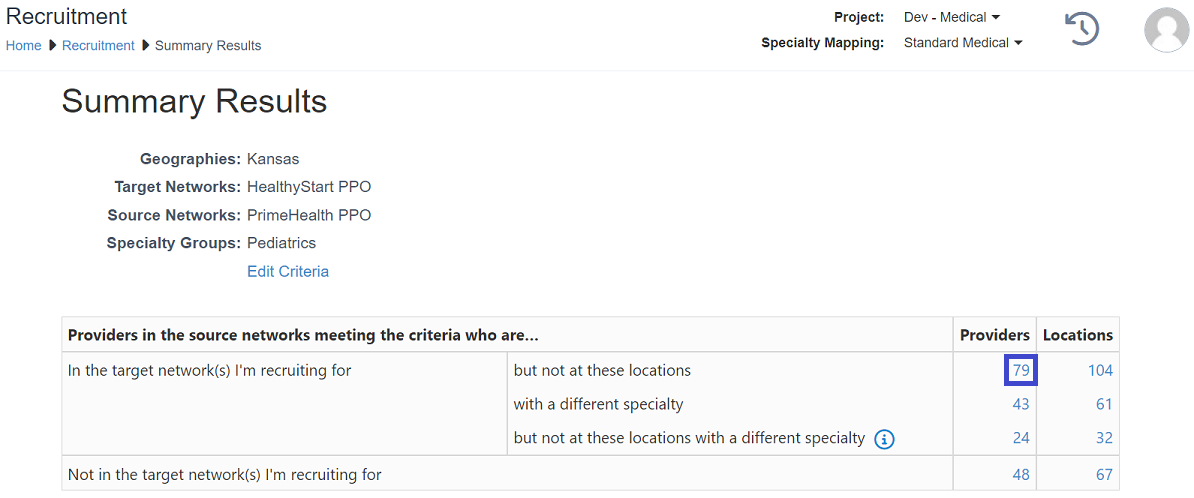 Recruitment
Project: Dev - Medical
Home Recruitment Summary Results
Specialty Mapping: Standard Medical
Summary Results
Geographies: Kansas
Target Networks: HealthyStart PPO
Source Networks: PrimeHealth PPO
Specialty Groups: Pediatrics
Edit Criteria
Providers in the source networks meeting the criteria who are... Providers Locations
In the target network(s) I'm recruiting for but not at these locations 79 104
with a different specialty 43 61
but not at these locations with a different specialty i 24 32
Not in the target network(s) I'm recruiting for 48 67